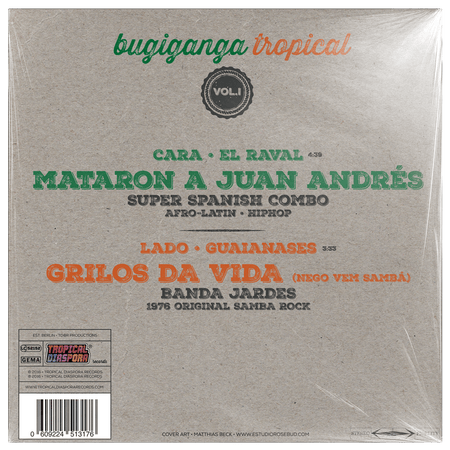 bugiganga tropical
VOL.I
CARA + EL RAVAL 4:39
MATARON A JUAN ANDRÉS
SUPER SPANISH COMBO
AFRO-LATIN • HIPHOP
LADO + GUAIANASES 3:33
GRILOS DA VIDA (NEGO VEM SAMBÁ)
BANDA JARDES
1976 ORIGINAL SAMBA ROCK
GEMA
TROPICAL
DIASPORA
records
WWW.TROPICALDIASPORARECORDS.COM
0 609224 513176
COVER ART • MATTHIAS BECK • WWW.ESTUDIOROSEBUD.COM